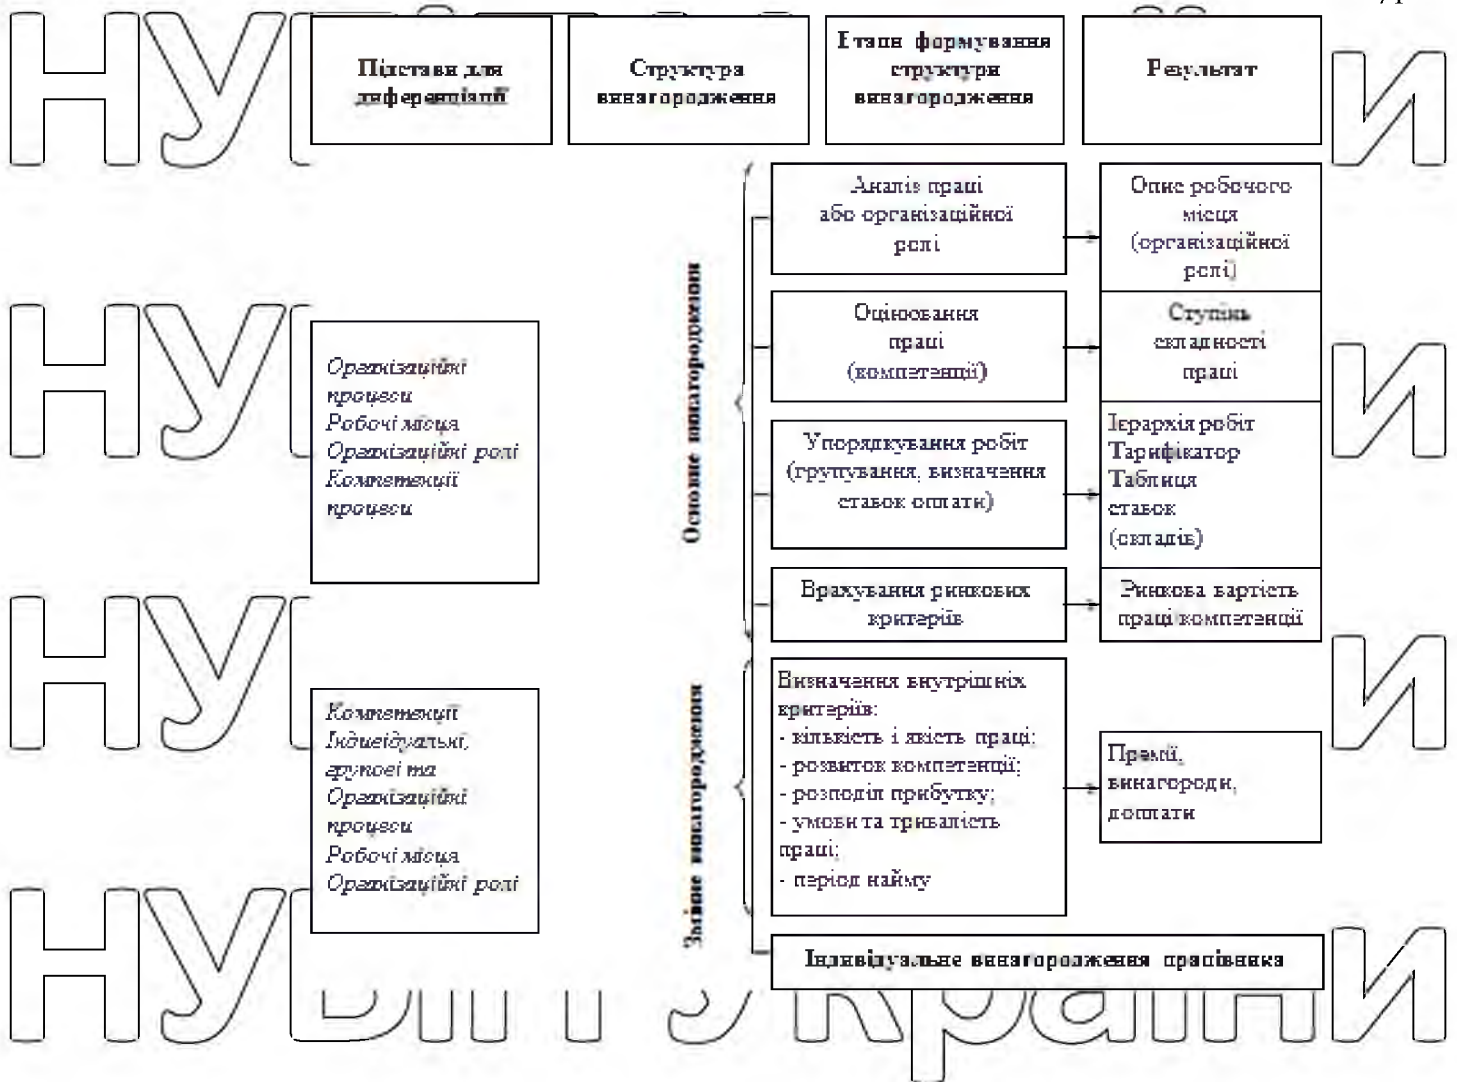 Підстави для
диференціації
Структура
винагородження
Етапи формування
структури
винагородження
Результат
Основне винагородження
Аналіз праці
або організаційної
ролі
Опис робочого
місця
(організаційної
ролі)
Оцінювання
праці
(компетенції)
Ступінь
складності
праці
Організаційні
процеси
Робочі місця
Організаційні ролі
Компетенції
процеси
Упорядкування робіт
(групування, визначення
ставок оплати)
Ієрархія робіт
Тарифікатор
Таблиця
ставок
(окладів)
Врахування ринкових
критеріїв
Ринкова вартість
праці компетенції
Змінне винагородження
Компетенції
Індивідуальні,
групові та
Організаційні
процеси
Робочі місця
Організаційні ролі
Визначення внутрішніх
критеріїв:
- кількість і якість праці;
- розвиток компетенції;
- розподіл прибутку;
- умови та тривалість
праці;
- період найму
Премії,
винагороди,
доплати
Індивідуальне винагородження працівника
НУБіП України